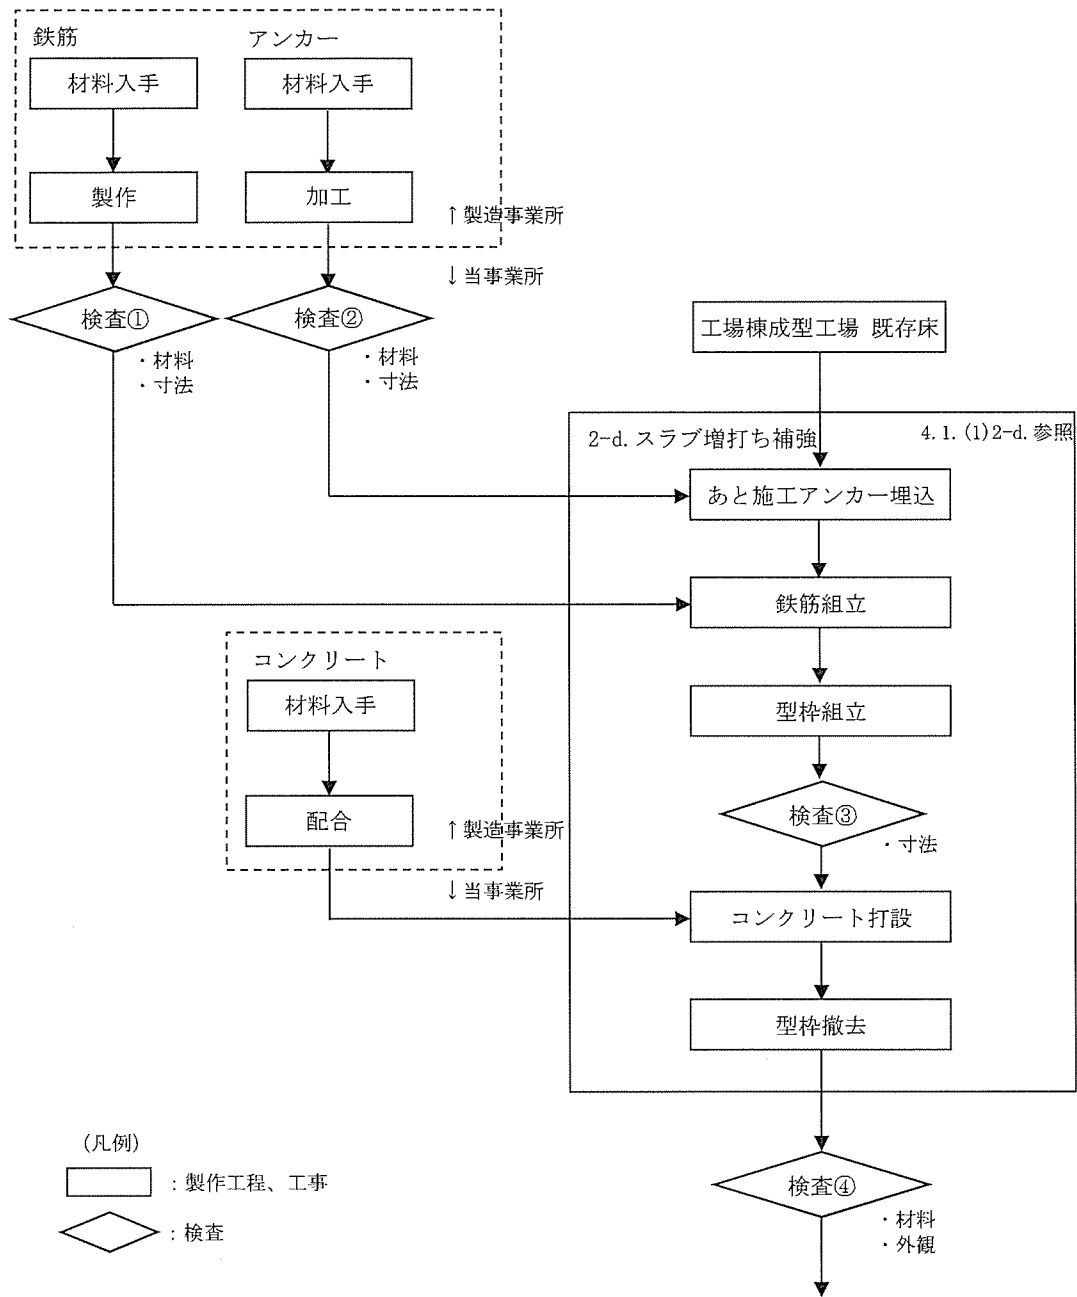 鉄筋
アンカー
材料入手
材料入手
製作
加工
↑製造事業所
↓当事業所
検査①
検査②
・材料
・寸法
・材料
・寸法
工場棟成型工場 既存床
2-d.スラブ増打ち補強
4.1.(1)2-d.参照
あと施工アンカー埋込
鉄筋組立
コンクリート
材料入手
型枠組立
配合
↑製造事業所
↓当事業所
検査③
・寸法
コンクリート打設
型枠撤去
(凡例)
:製作工程、工事
:検査
検査④
・材料
・外観